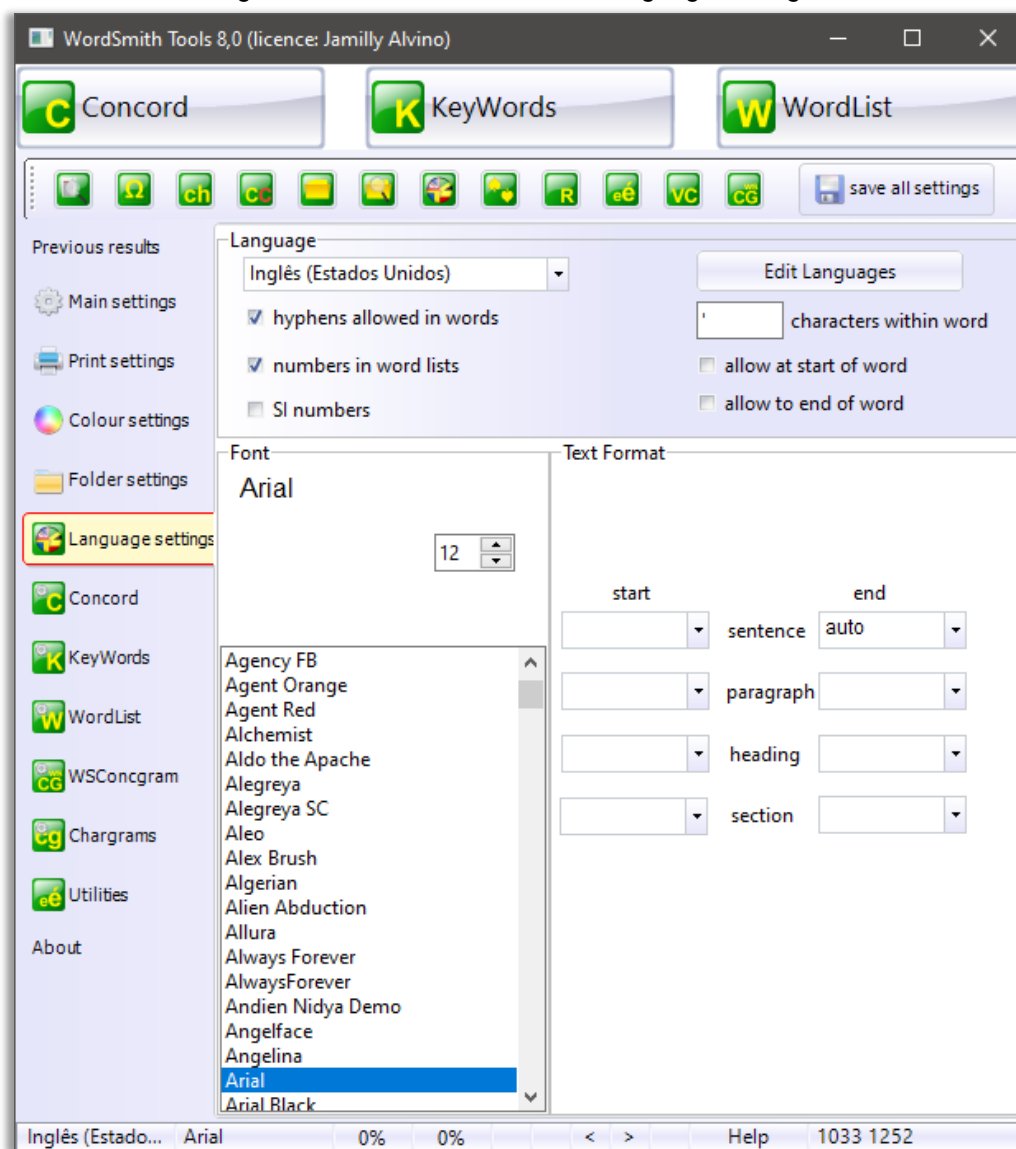 WordSmith Tools 8,0 (licence: Jamilly Alvino)
C Concord K KeyWords W WordList
Ω ch cc R eé VC CG save all settings
Previous results
Main settings
Print settings
Colour settings
Folder settings
Language settings
Concord
KeyWords
WordList
WSConcgram
Chargrams
Utilities
About
Language
Inglês (Estados Unidos) Edit Languages
hyphens allowed in words ' characters within word
numbers in word lists allow at start of word
SI numbers allow to end of word
Font
Arial
12
Agency FB
Agent Orange
Agent Red
Alchemist
Aldo the Apache
Alegreya
Alegreya SC
Aleo
Alex Brush
Algerian
Alien Abduction
Allura
Always Forever
AlwaysForever
Andien Nidya Demo
Angelface
Angelina
Arial
Arial Black
Text Format
start end
sentence auto
paragraph
heading
section
Inglês (Estado... Arial 0% 0% < > Help 1033 1252